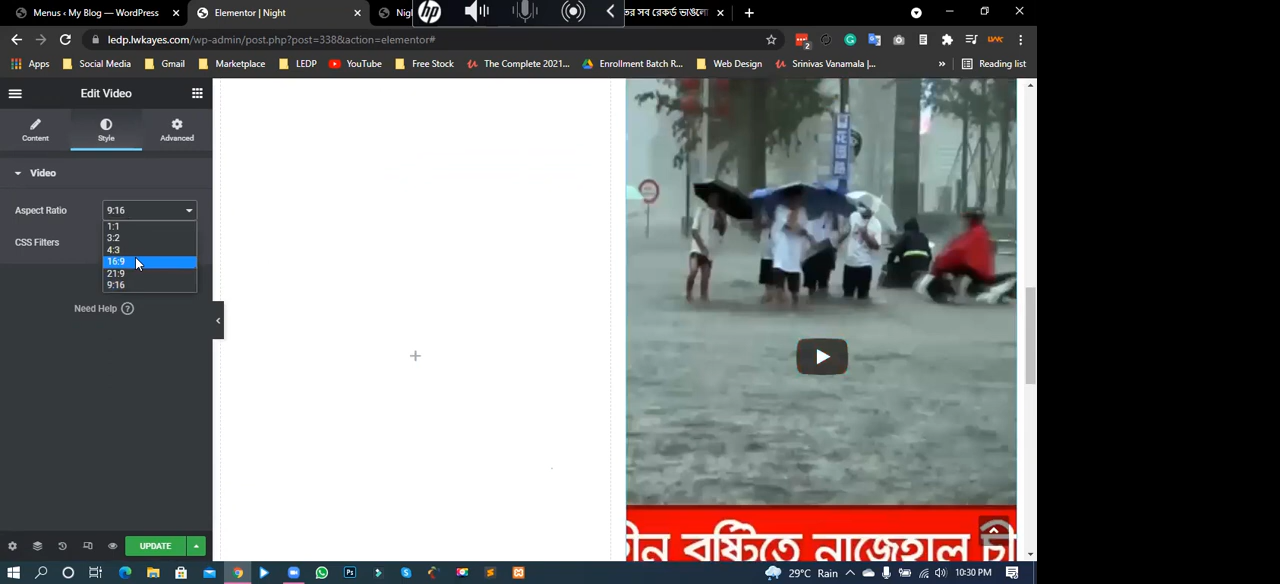 Menus ‹ My Blog — WordPress
Elementor | Night
hp
ledp.lwkayes.com/wp-admin/post.php?post=338&action=elementor#
2
Apps
Social Media
Gmail
Marketplace
LEDP
YouTube
Free Stock
The Complete 2021...
Enrollment Batch R...
Web Design
Srinivas Vanamala |...
»
Reading list
Edit Video
Content
Style
Advanced
Video
Aspect Ratio
9:16
1:1
3:2
4:3
16:9
21:9
9:16
CSS Filters
Need Help ?
UPDATE
বৃষ্টিতে নাজেহাল
29°C Rain
10:30 PM